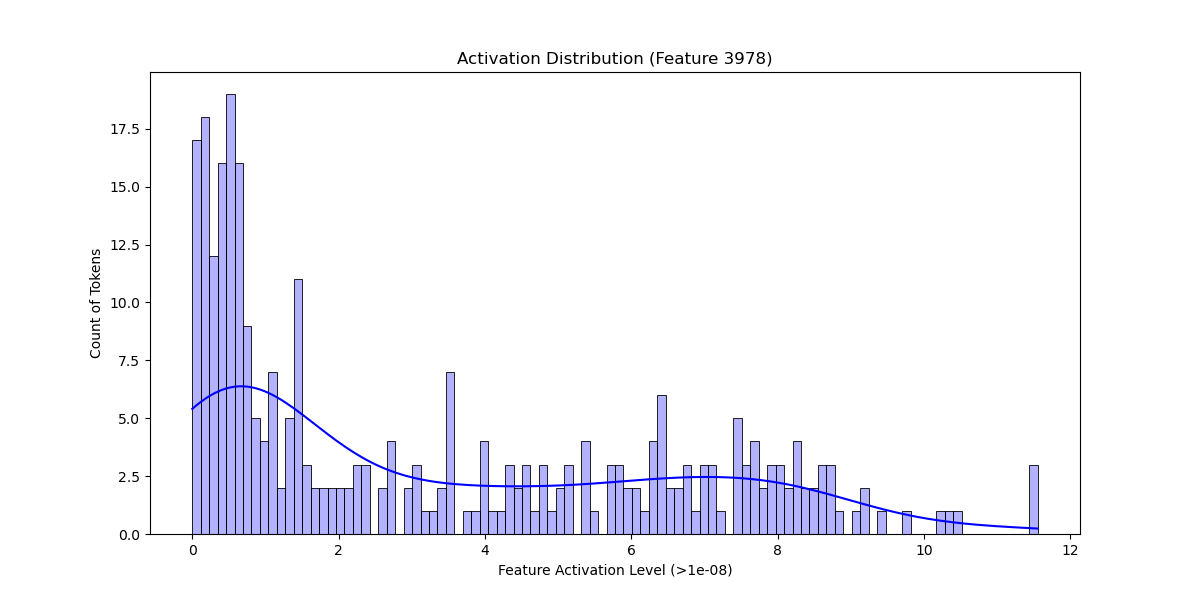 Activation Distribution (Feature 3978)
17.5
15.0
12.5
10.0
7.5
5.0
2.5
0.0
Count of Tokens
0 2 4 6 8 10 12
Feature Activation Level (>1e-08)